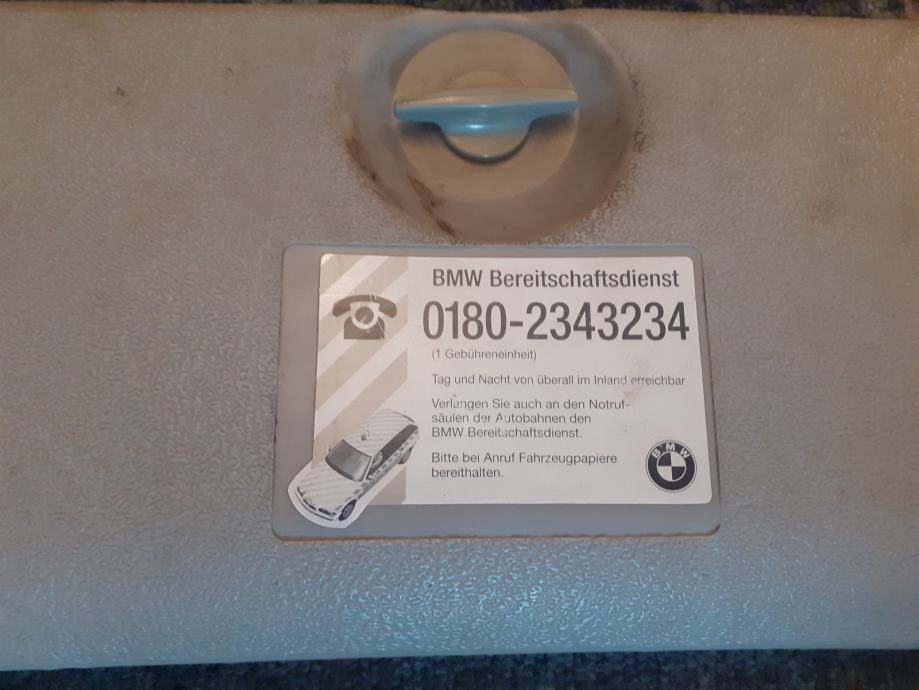 BMW Bereitschaftsdienst
0180-2343234
(1 Gebühreneinheit)
Tag und Nacht von überall im Inland erreichbar
Verlangen Sie auch an den Notruf-
säulen der Autobahnen den
BMW Bereitschaftsdienst.
Bitte bei Anruf Fahrzeugpapiere
bereithalten.
BMW